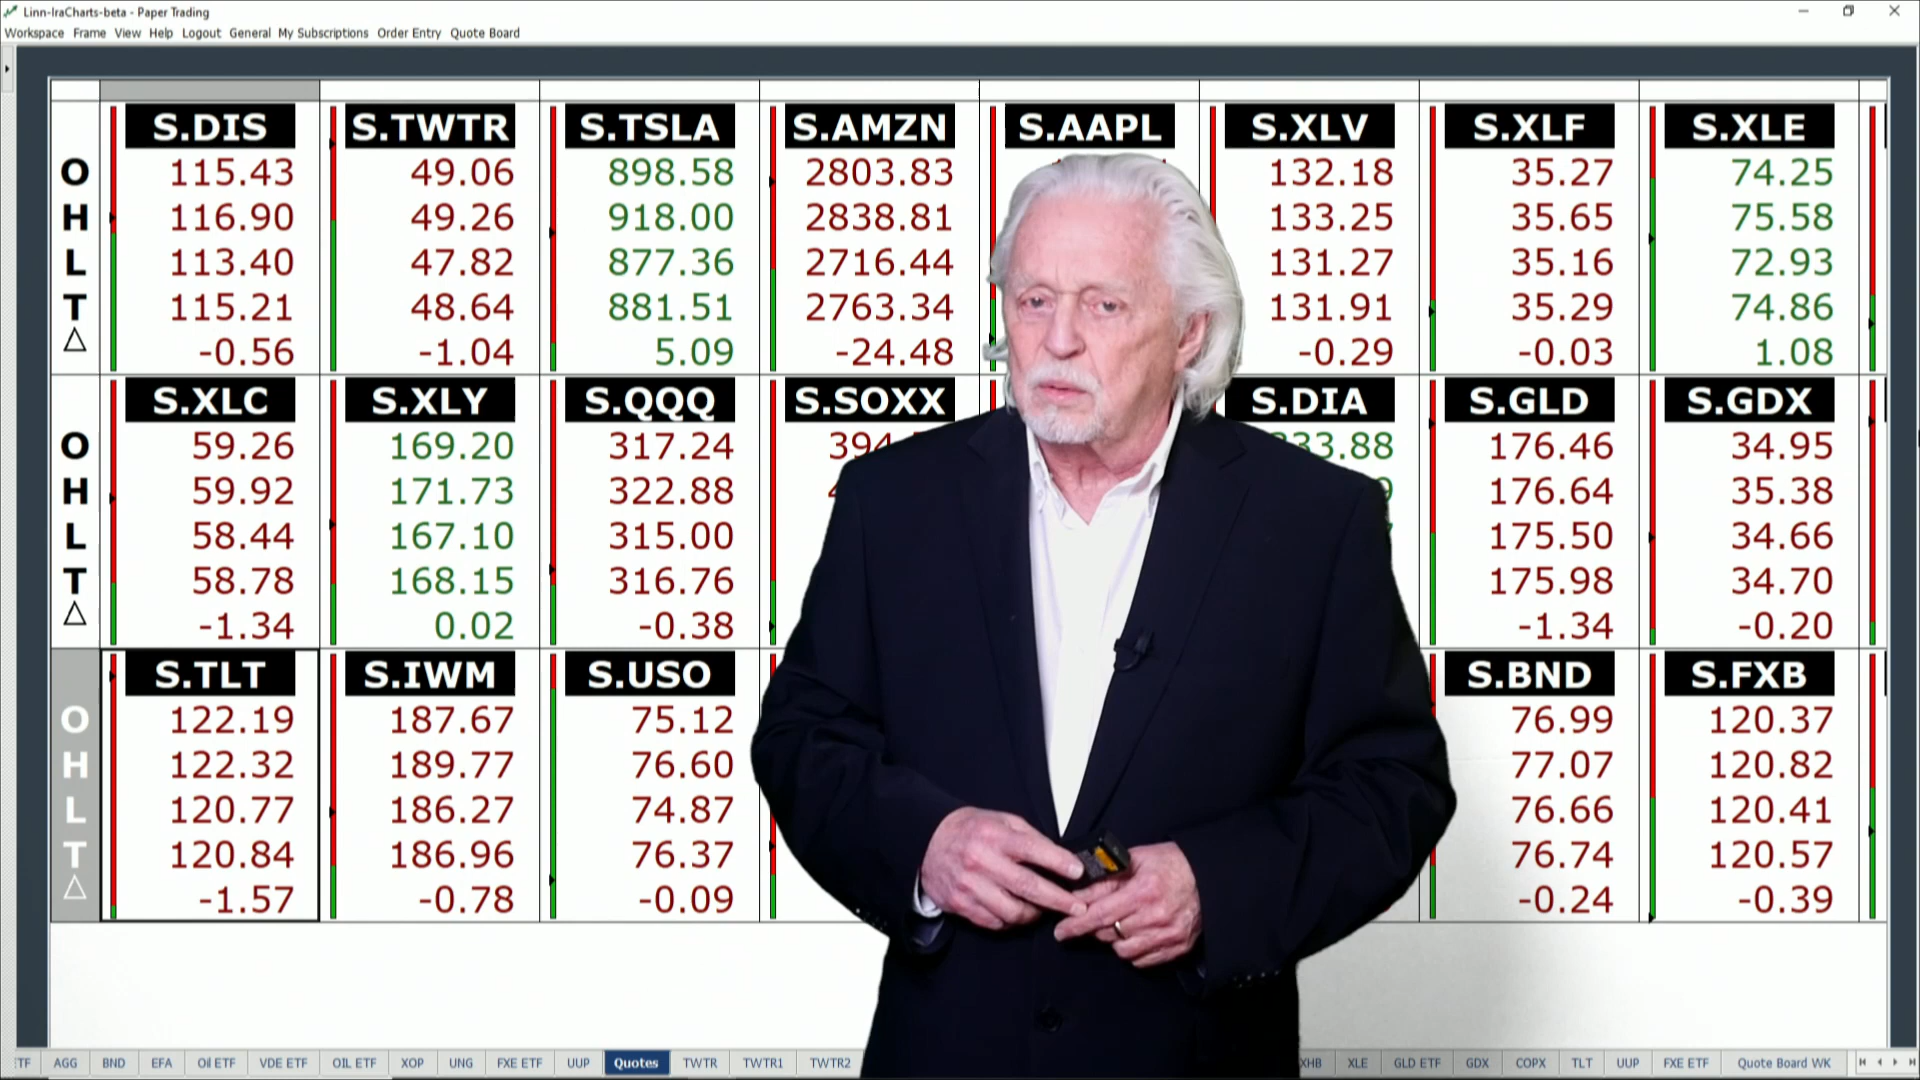 Linn-IraCharts-beta - Paper Trading
Workspace Frame View Help Logout General My Subscriptions Order Entry Quote Board
S.DIS S.TWTR S.TSLA S.AMZN S.AAPL S.XLV S.XLF S.XLE
O 115.43 49.06 898.58 2803.83 132.18 35.27 74.25
H 116.90 49.26 918.00 2838.81 133.25 35.65 75.58
L 113.40 47.82 877.36 2716.44 131.27 35.16 72.93
T 115.21 48.64 881.51 2763.34 131.91 35.29 74.86
△ -0.56 -1.04 5.09 -24.48 -0.29 -0.03 1.08
S.XLC S.XLY S.QQQ S.SOXX S.DIA S.GLD S.GDX
O 59.26 169.20 317.24 176.46 34.95
H 59.92 171.73 322.88 176.64 35.38
L 58.44 167.10 315.00 175.50 34.66
T 58.78 168.15 316.76 175.98 34.70
△ -1.34 0.02 -0.38 -1.34 -0.20
S.TLT S.IWM S.USO S.BND S.FXB
O 122.19 187.67 75.12 76.99 120.37
H 122.32 189.77 76.60 77.07 120.82
L 120.77 186.27 74.87 76.66 120.41
T 120.84 186.96 76.37 76.74 120.57
△ -1.57 -0.78 -0.09 -0.24 -0.39
ETF AGG BND EFA Oil ETF VDE ETF OIL ETF XOP UNG FXE ETF UUP Quotes TWTR TWTR1 TWTR2 XHB XLE GLD ETF GDX COPX TLT UUP FXE ETF Quote Board WK